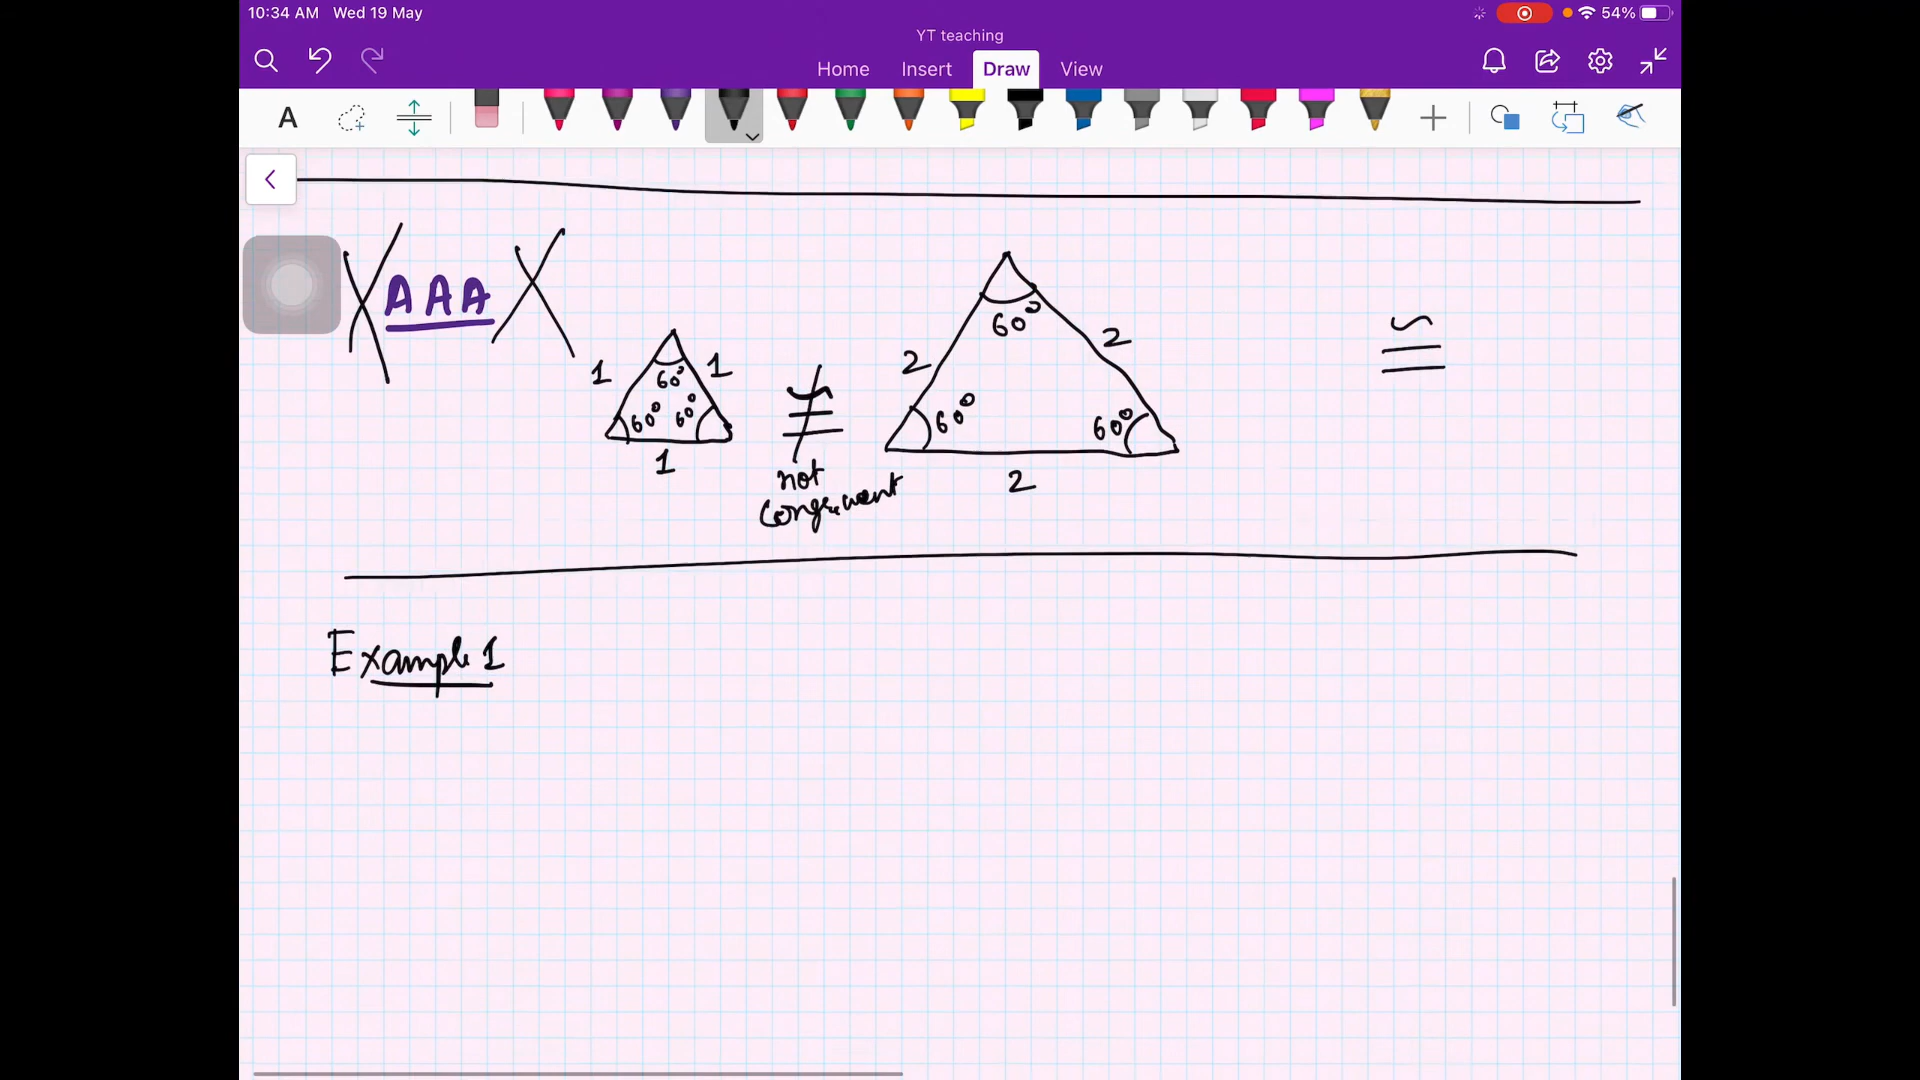 10:34 AM Wed 19 May
54%
YT teaching
Home Insert Draw View
A
X AAA X
60°
60°
2
2
1
1
60°
60° 60°
≇
60°
60°
≅
1
2
not
congruent
Example 1